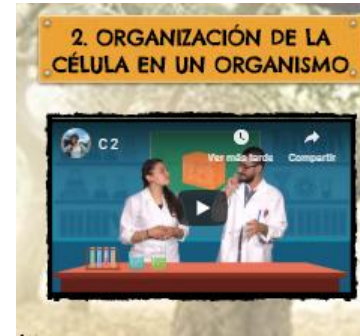 2. ORGANIZACIÓN DE LA
CÉLULA EN UN ORGANISMO
C 2
Ver más tarde
Compartir